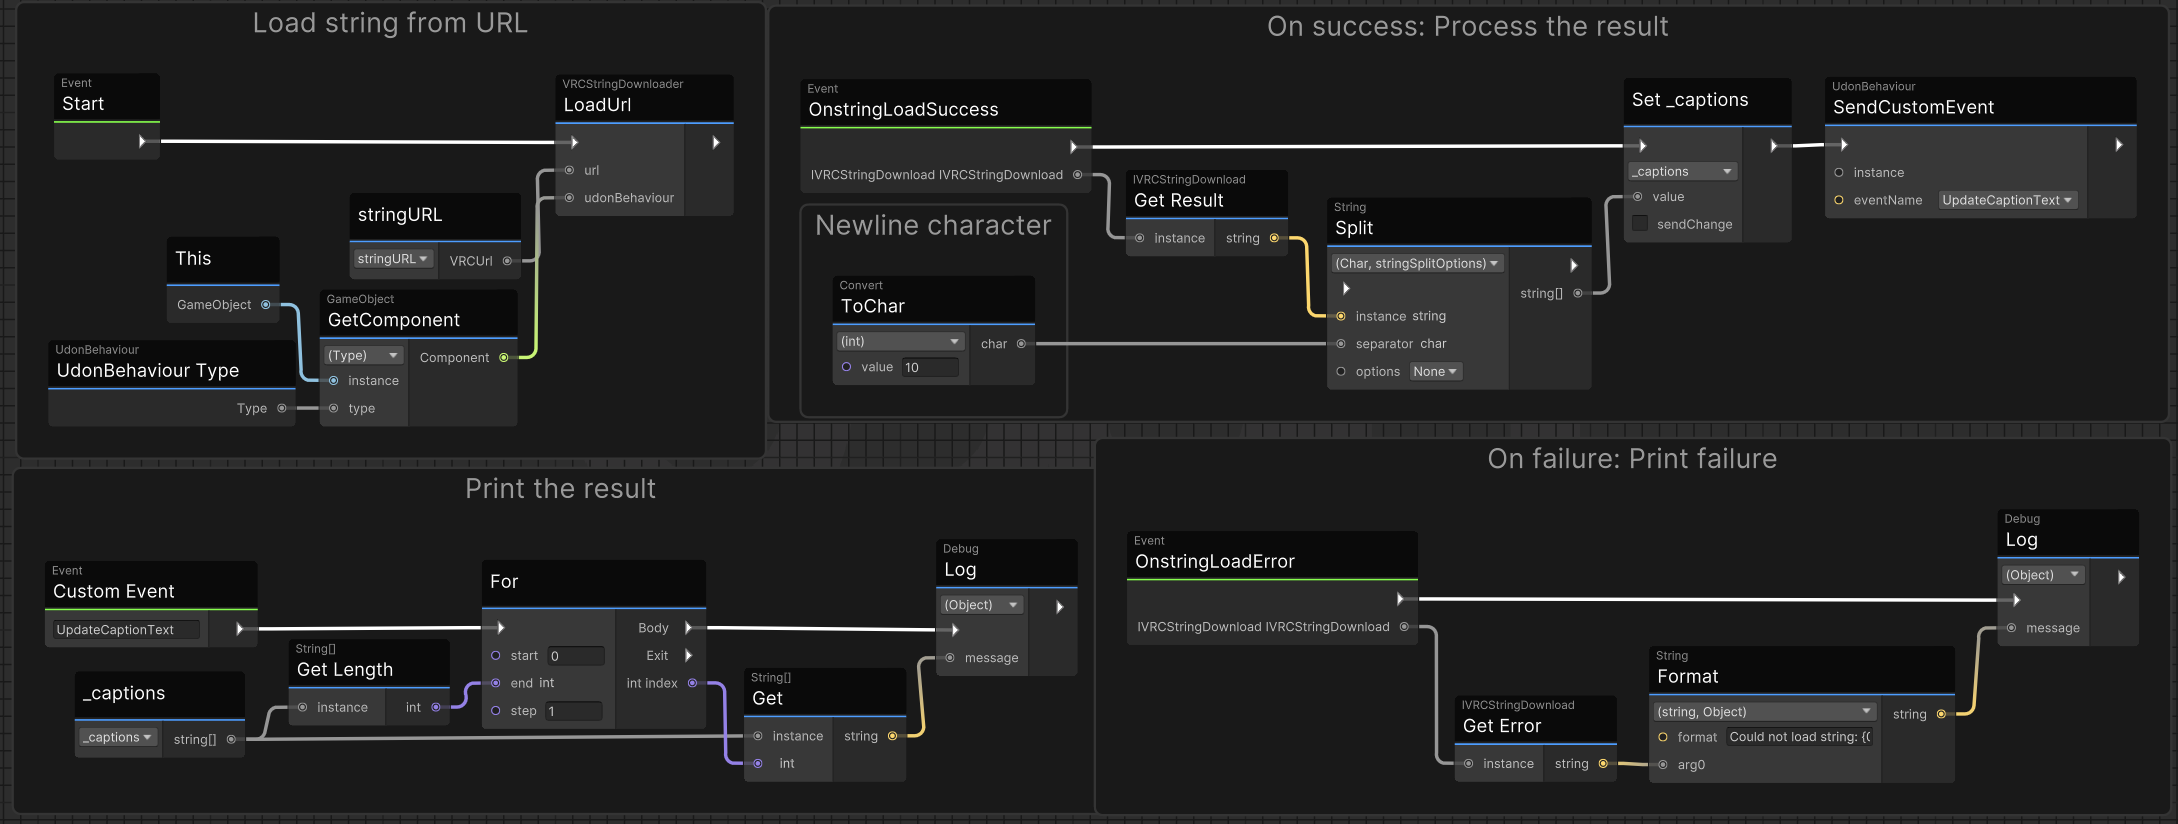 Load string from URL
Event
Start
VRCStringDownloader
LoadUrl
url
udonBehaviour
stringURL
stringURL
VRCUrl
This
GameObject
GameObject
GetComponent
(Type)
Component
instance
type
UdonBehaviour
UdonBehaviour Type
Type
On success: Process the result
Event
OnstringLoadSuccess
IVRCStringDownload IVRCStringDownload
IVRCStringDownload
Get Result
instance
string
Newline character
Convert
ToChar
(int)
char
value
10
String
Split
(Char, stringSplitOptions)
string[]
instance string
separator char
options
None
Set _captions
_captions
value
sendChange
UdonBehaviour
SendCustomEvent
instance
eventName
UpdateCaptionText
Print the result
Event
Custom Event
UpdateCaptionText
_captions
_captions
string[]
String[]
Get Length
instance
int
For
Body
start
0
Exit
end int
int index
step
1
String[]
Get
instance
string
int
Debug
Log
(Object)
message
On failure: Print failure
Event
OnstringLoadError
IVRCStringDownload IVRCStringDownload
IVRCStringDownload
Get Error
instance
string
String
Format
(string, Object)
string
format
Could not load string: {(
arg0
Debug
Log
(Object)
message